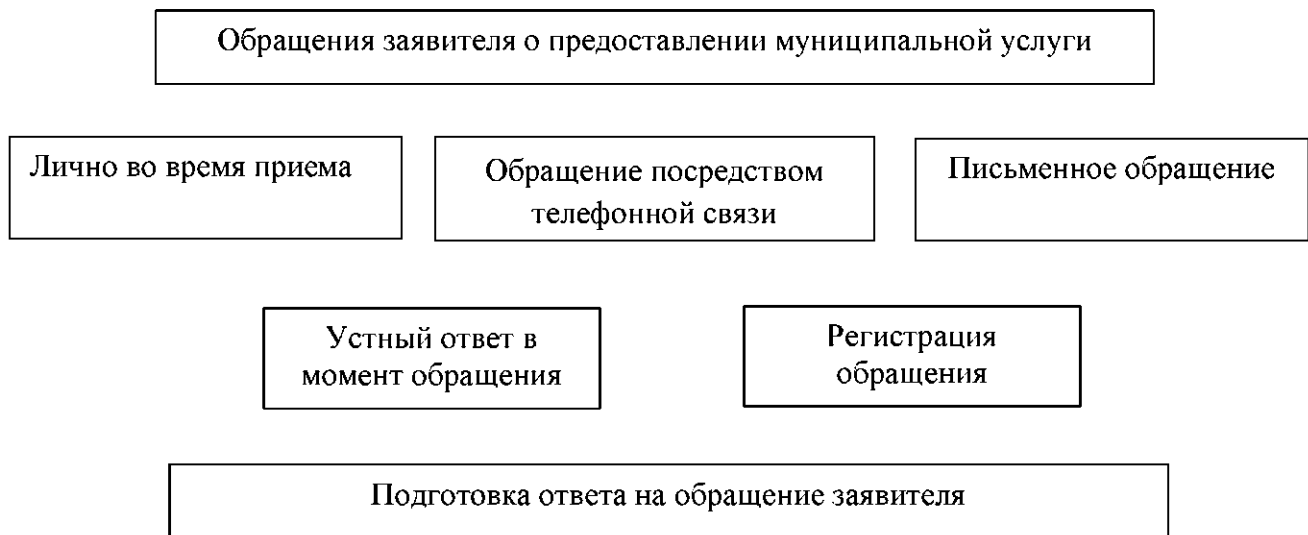 Обращения заявителя о предоставлении муниципальной услуги
Лично во время приема
Обращение посредством
телефонной связи
Письменное обращение
Устный ответ в
момент обращения
Регистрация
обращения
Подготовка ответа на обращение заявителя